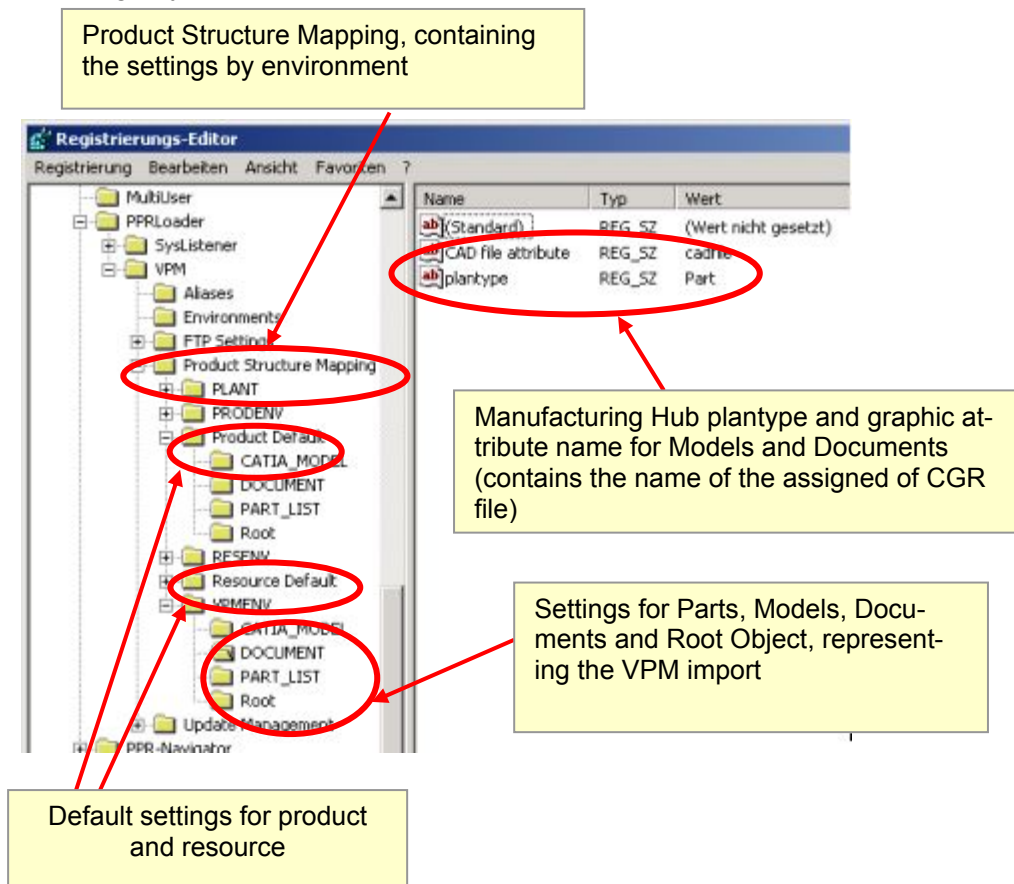 Product Structure Mapping, containing
the settings by environment
Registrierungs-Editor
Registrierung Bearbeiten Ansicht Favoriten ?
MultiUser
PPRLoader
SysListener
VPM
Aliases
Environments
FTP Settings
Product Structure Mapping
PLANT
PRODENV
Product Default
CATIA_MODEL
DOCUMENT
PART_LIST
Root
RESENV
Resource Default
VPMENV
CATIA_MODEL
DOCUMENT
PART_LIST
Root
Update Management
PPR-Navigator
Name Typ Wert
(Standard) REG_SZ (Wert nicht gesetzt)
CAD file attribute REG_SZ cadfile
plantype REG_SZ Part
Manufacturing Hub plantype and graphic at-
tribute name for Models and Documents
(contains the name of the assigned of CGR
file)
Settings for Parts, Models, Docu-
ments and Root Object, represent-
ing the VPM import
Default settings for product
and resource